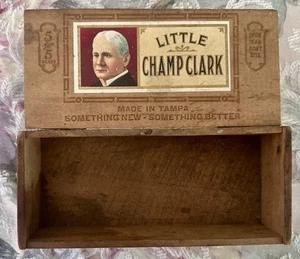 LITTLE
CHAMP CLARK
MADE IN TAMPA
SOMETHING NEW - SOMETHING BETTER